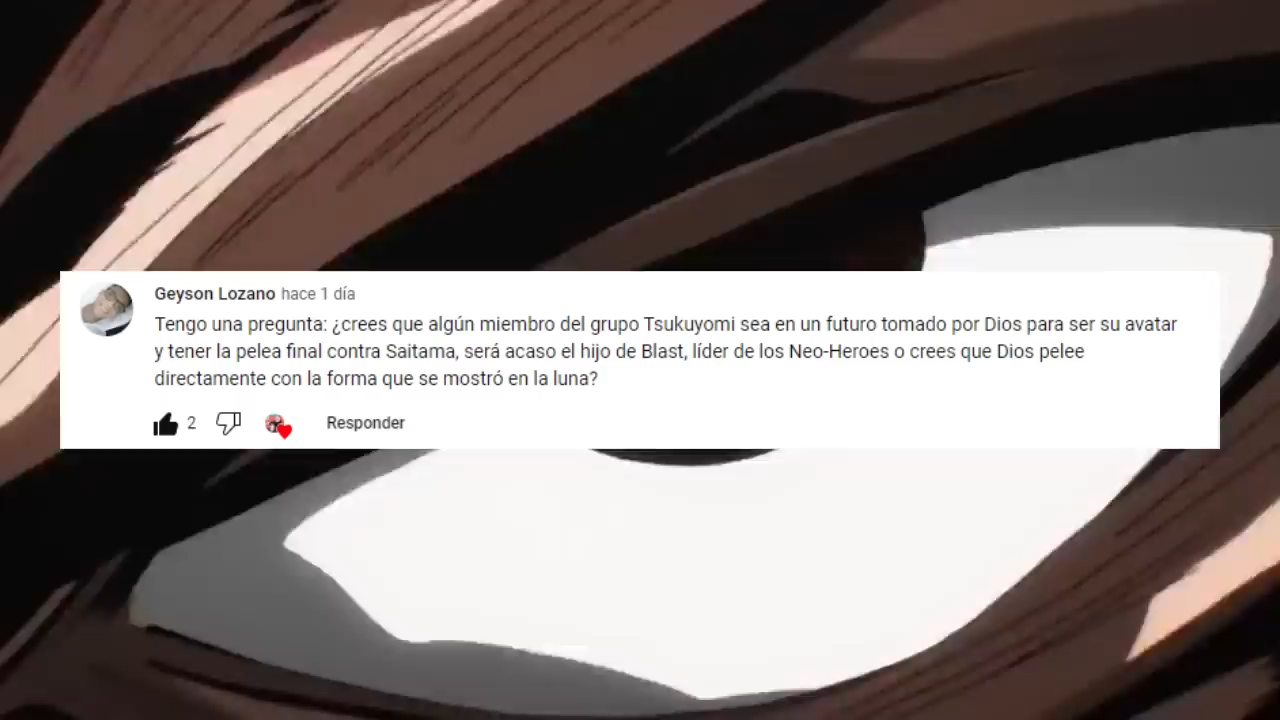 Geyson Lozano hace 1 día
Tengo una pregunta: ¿crees que algún miembro del grupo Tsukuyomi sea en un futuro tomado por Dios para ser su avatar
y tener la pelea final contra Saitama, será acaso el hijo de Blast, líder de los Neo-Heroes o crees que Dios pelee
directamente con la forma que se mostró en la luna?
2 Responder